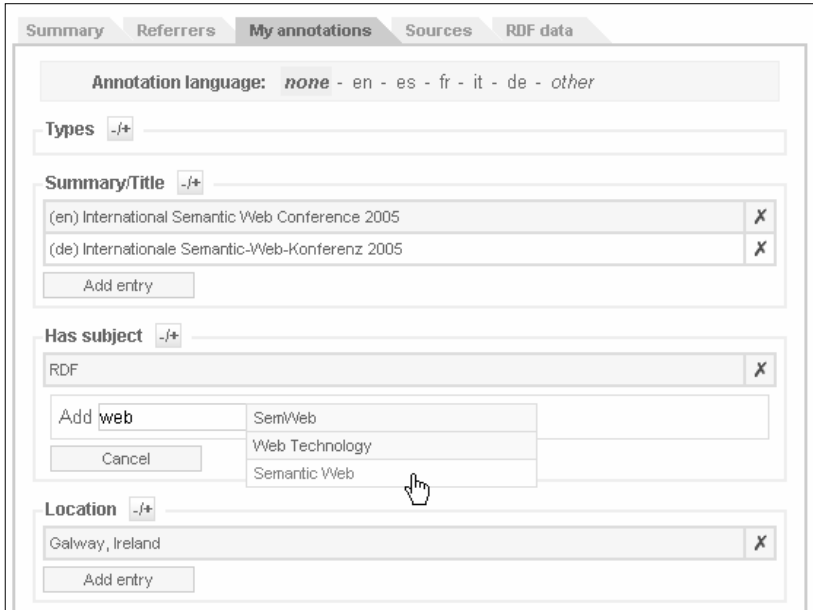 Summary Referrers My annotations Sources RDF data
Annotation language: none - en - es - fr - it - de - other
Types -/+
Summary/Title -/+
(en) International Semantic Web Conference 2005 ✗
(de) Internationale Semantic-Web-Konferenz 2005 ✗
Add entry
Has subject -/+
RDF ✗
Add web SemWeb
Web Technology
Cancel
Semantic Web
Location -/+
Galway, Ireland ✗
Add entry